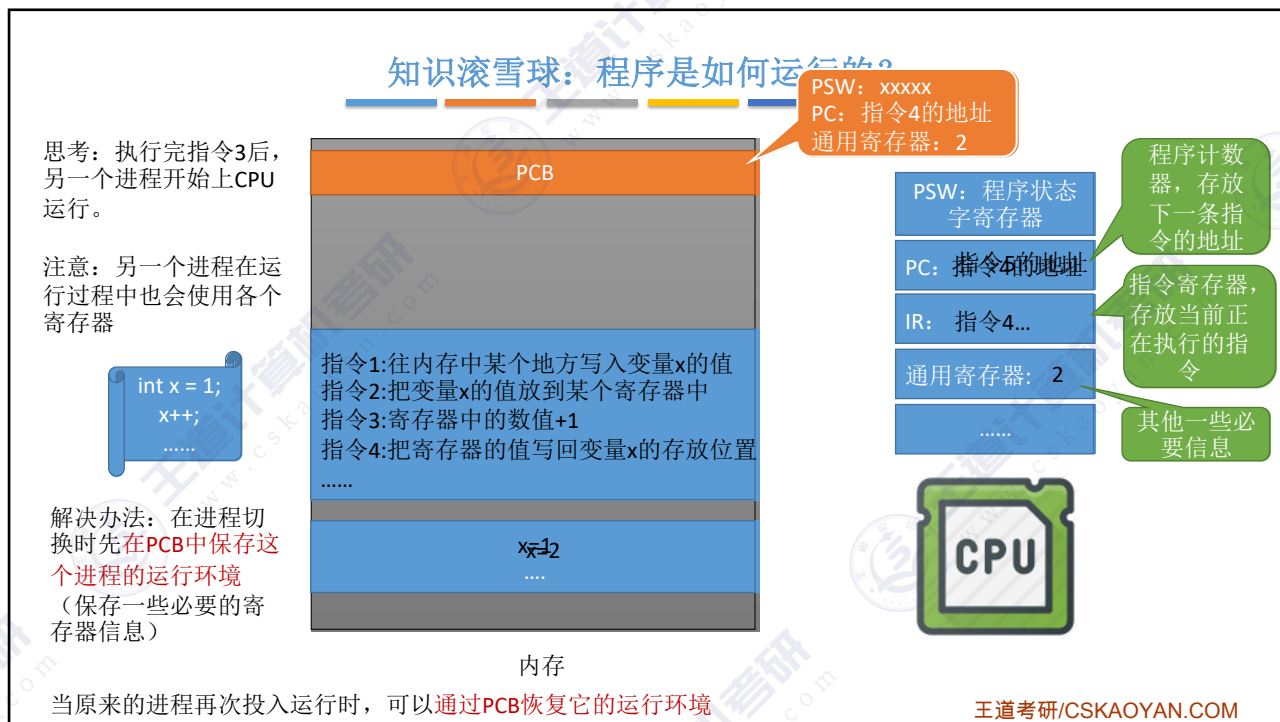 知识滚雪球：程序是如何运行的？
PSW：xxxxx
PC：指令4的地址
通用寄存器：2
思考：执行完指令3后，
另一个进程开始上CPU
运行。
注意：另一个进程在运
行过程中也会使用各个
寄存器
int x = 1;
x++;
……
解决办法：在进程切
换时先在PCB中保存这
个进程的运行环境
（保存一些必要的寄
存器信息）
PCB
指令1:往内存中某个地方写入变量x的值
指令2:把变量x的值放到某个寄存器中
指令3:寄存器中的数值+1
指令4:把寄存器的值写回变量x的存放位置
……
x=1
x=2
….
内存
PSW：程序状态
字寄存器
PC：
指令4的地址
指令5的地址
IR：
指令4…
通用寄存器:
2
……
程序计数
器，存放
下一条指
令的地址
指令寄存器，
存放当前正
在执行的指
令
其他一些必
要信息
CPU
当原来的进程再次投入运行时，可以通过PCB恢复它的运行环境
王道考研/CSKAOYAN.COM